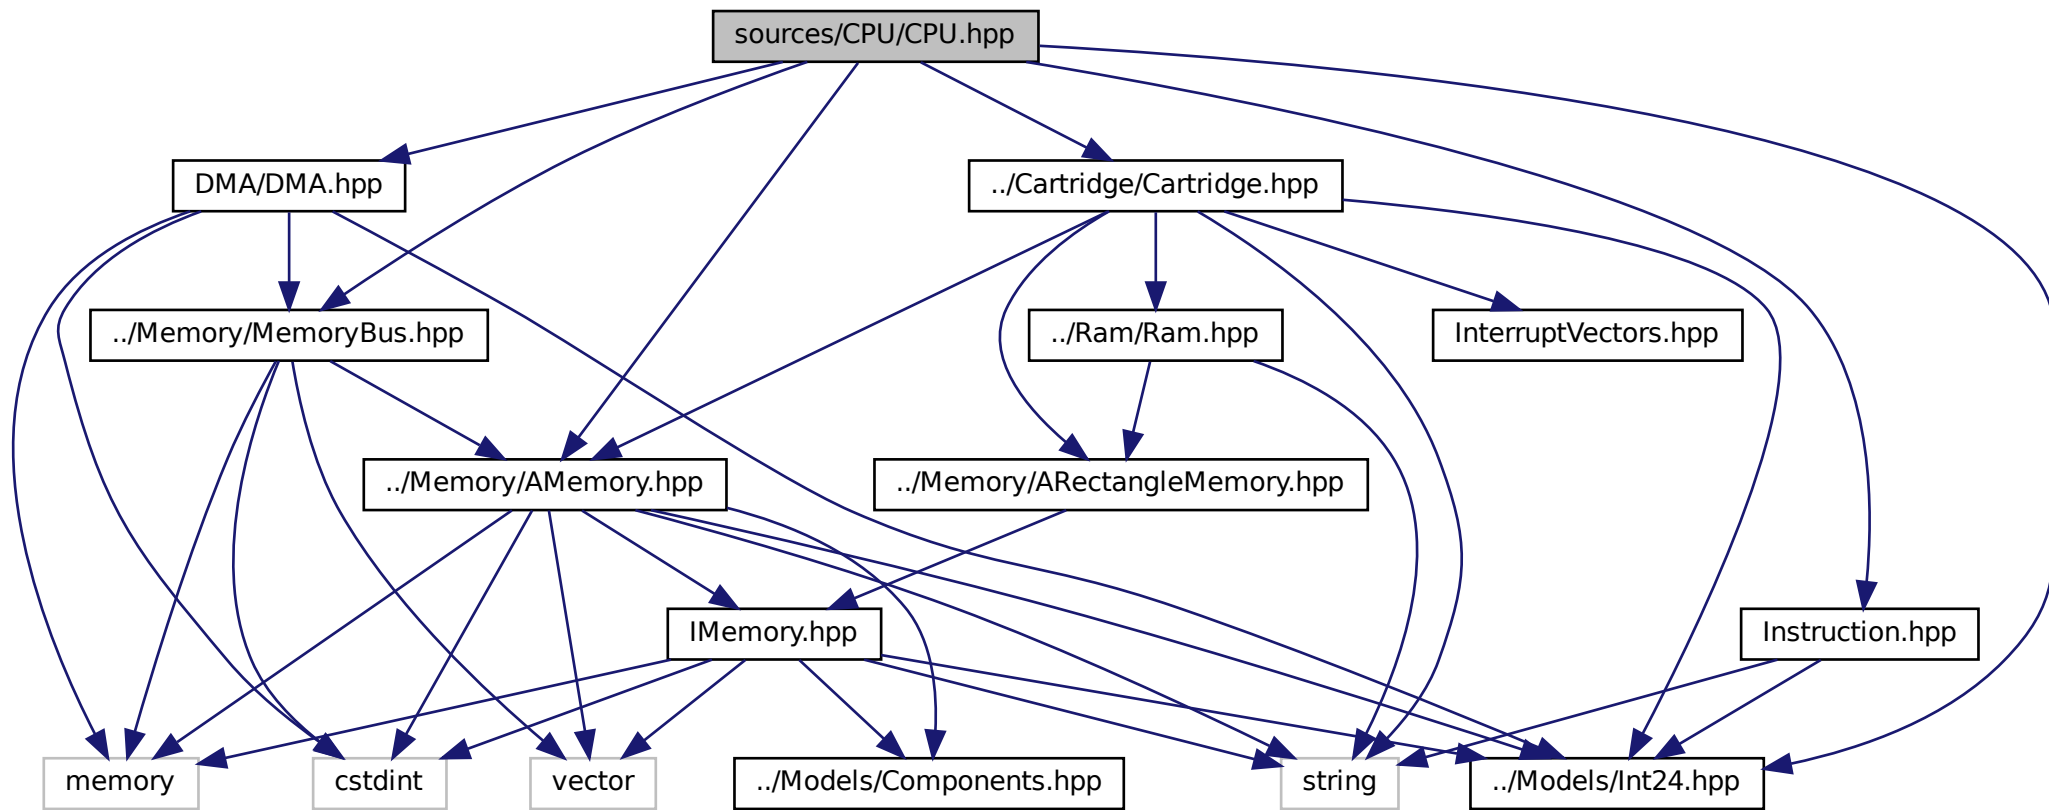 sources/CPU/CPU.hpp
DMA/DMA.hpp
../Cartridge/Cartridge.hpp
../Memory/MemoryBus.hpp
../Ram/Ram.hpp
InterruptVectors.hpp
../Memory/AMemory.hpp
../Memory/ARectangleMemory.hpp
IMemory.hpp
Instruction.hpp
memory
cstdint
vector
../Models/Components.hpp
string
../Models/Int24.hpp